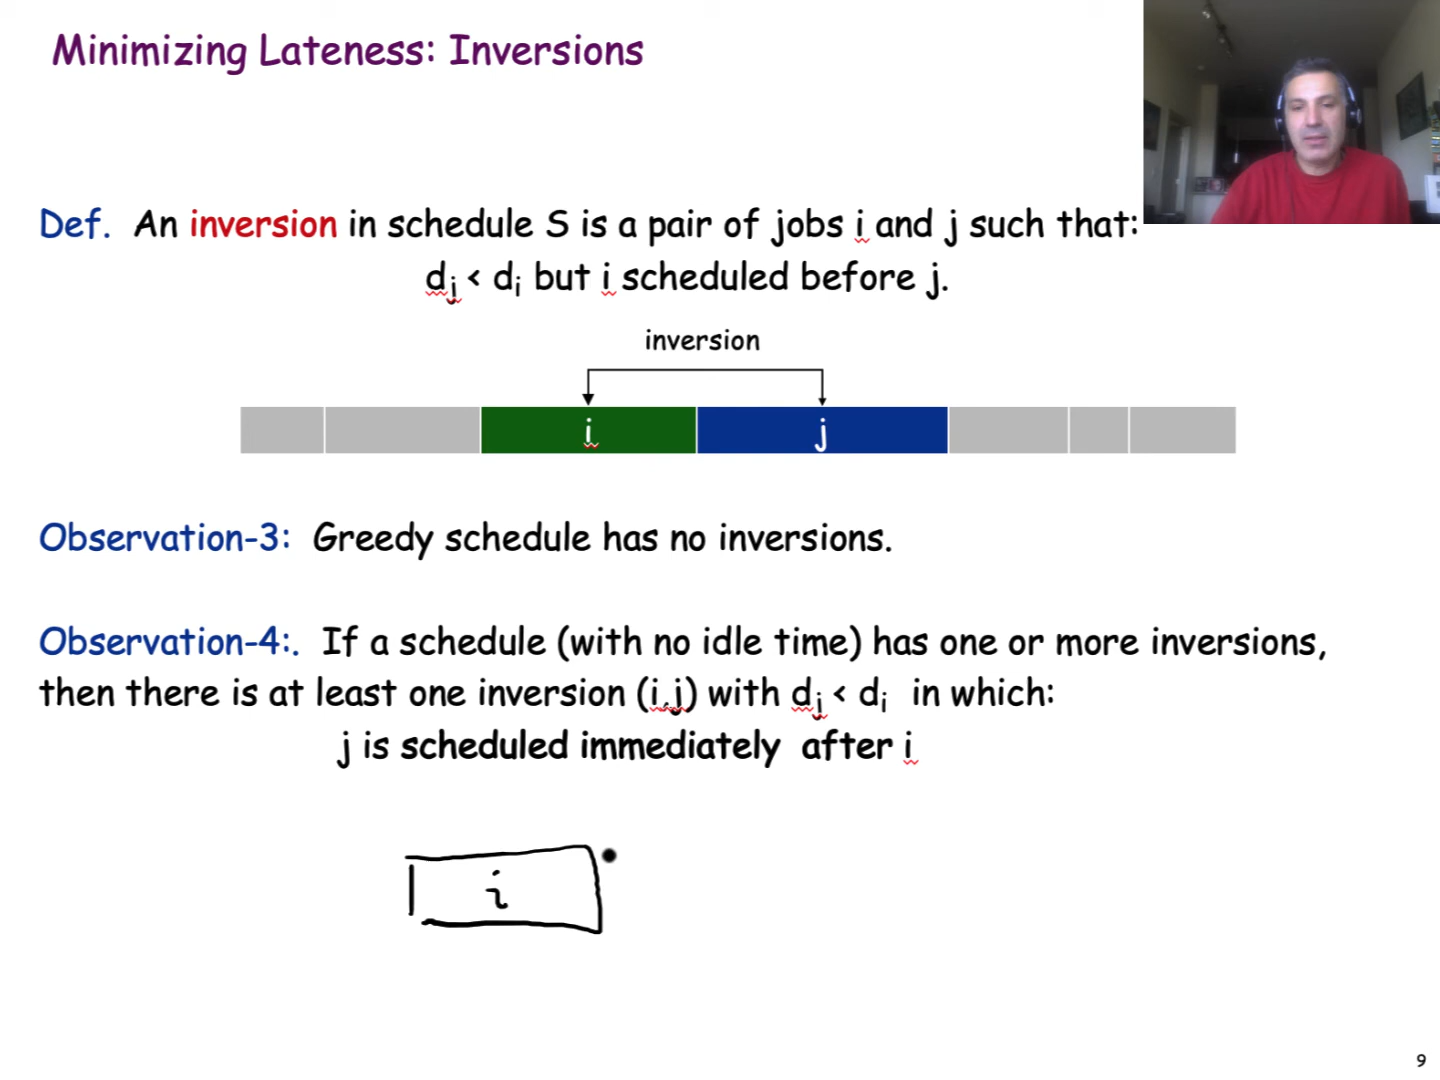 Minimizing Lateness: Inversions
Def. An inversion in schedule S is a pair of jobs i and j such that:
dj < di but i scheduled before j.
inversion
i j
Observation-3: Greedy schedule has no inversions.
Observation-4:. If a schedule (with no idle time) has one or more inversions,
then there is at least one inversion (i,j) with dj < di in which:
j is scheduled immediately after i
i
9